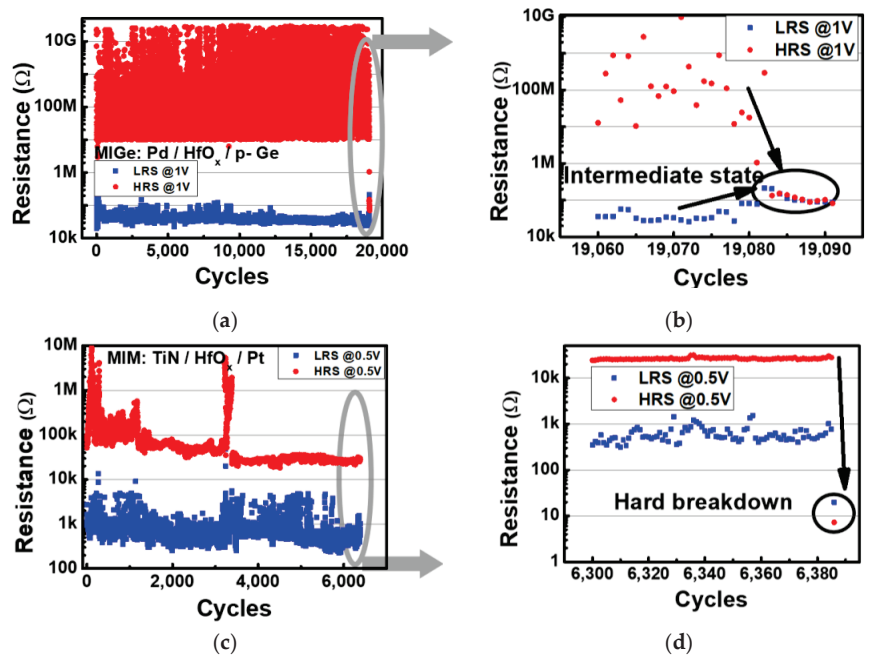 10G
100M
1M
10k
Resistance (Ω)
MIGe: Pd / HfOx / p- Ge
LRS @1V
HRS @1V
0 5,000 10,000 15,000 20,000
Cycles
(a)
10G
100M
1M
10k
Resistance (Ω)
LRS @1V
HRS @1V
Intermediate state
19,060 19,070 19,080 19,090
Cycles
(b)
10M
1M
100k
10k
1k
100
Resistance (Ω)
MIM: TiN / HfOx / Pt
LRS @0.5V
HRS @0.5V
0 2,000 4,000 6,000
Cycles
(c)
10k
1k
100
10
1
Resistance (Ω)
LRS @0.5V
HRS @0.5V
Hard breakdown
6,300 6,320 6,340 6,360 6,380
Cycles
(d)